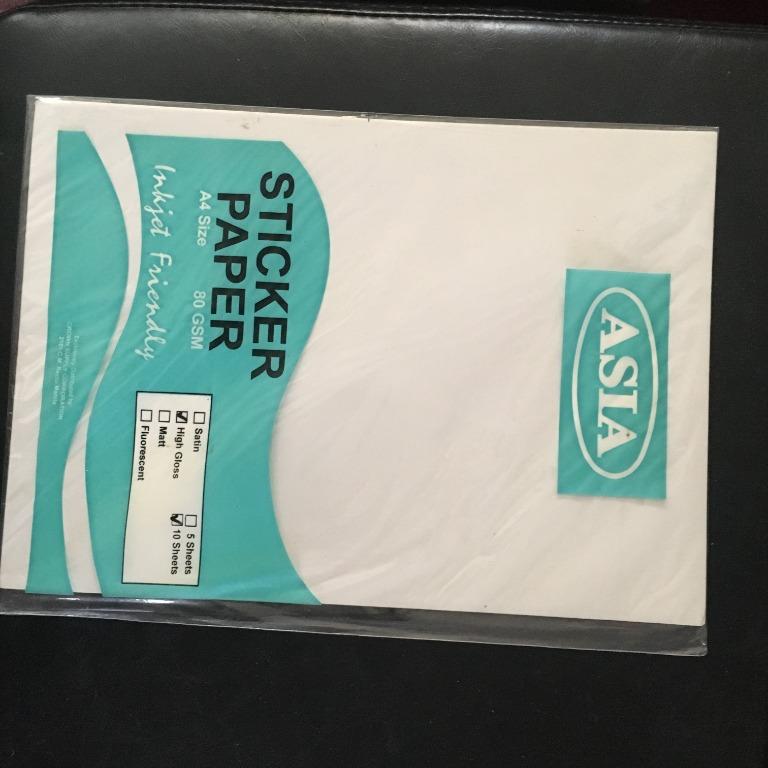 ASIA
STICKER
PAPER
A4 Size 80 GSM
Inkjet Friendly
Satin
High Gloss
Matt
Fluorescent
5 Sheets
10 Sheets